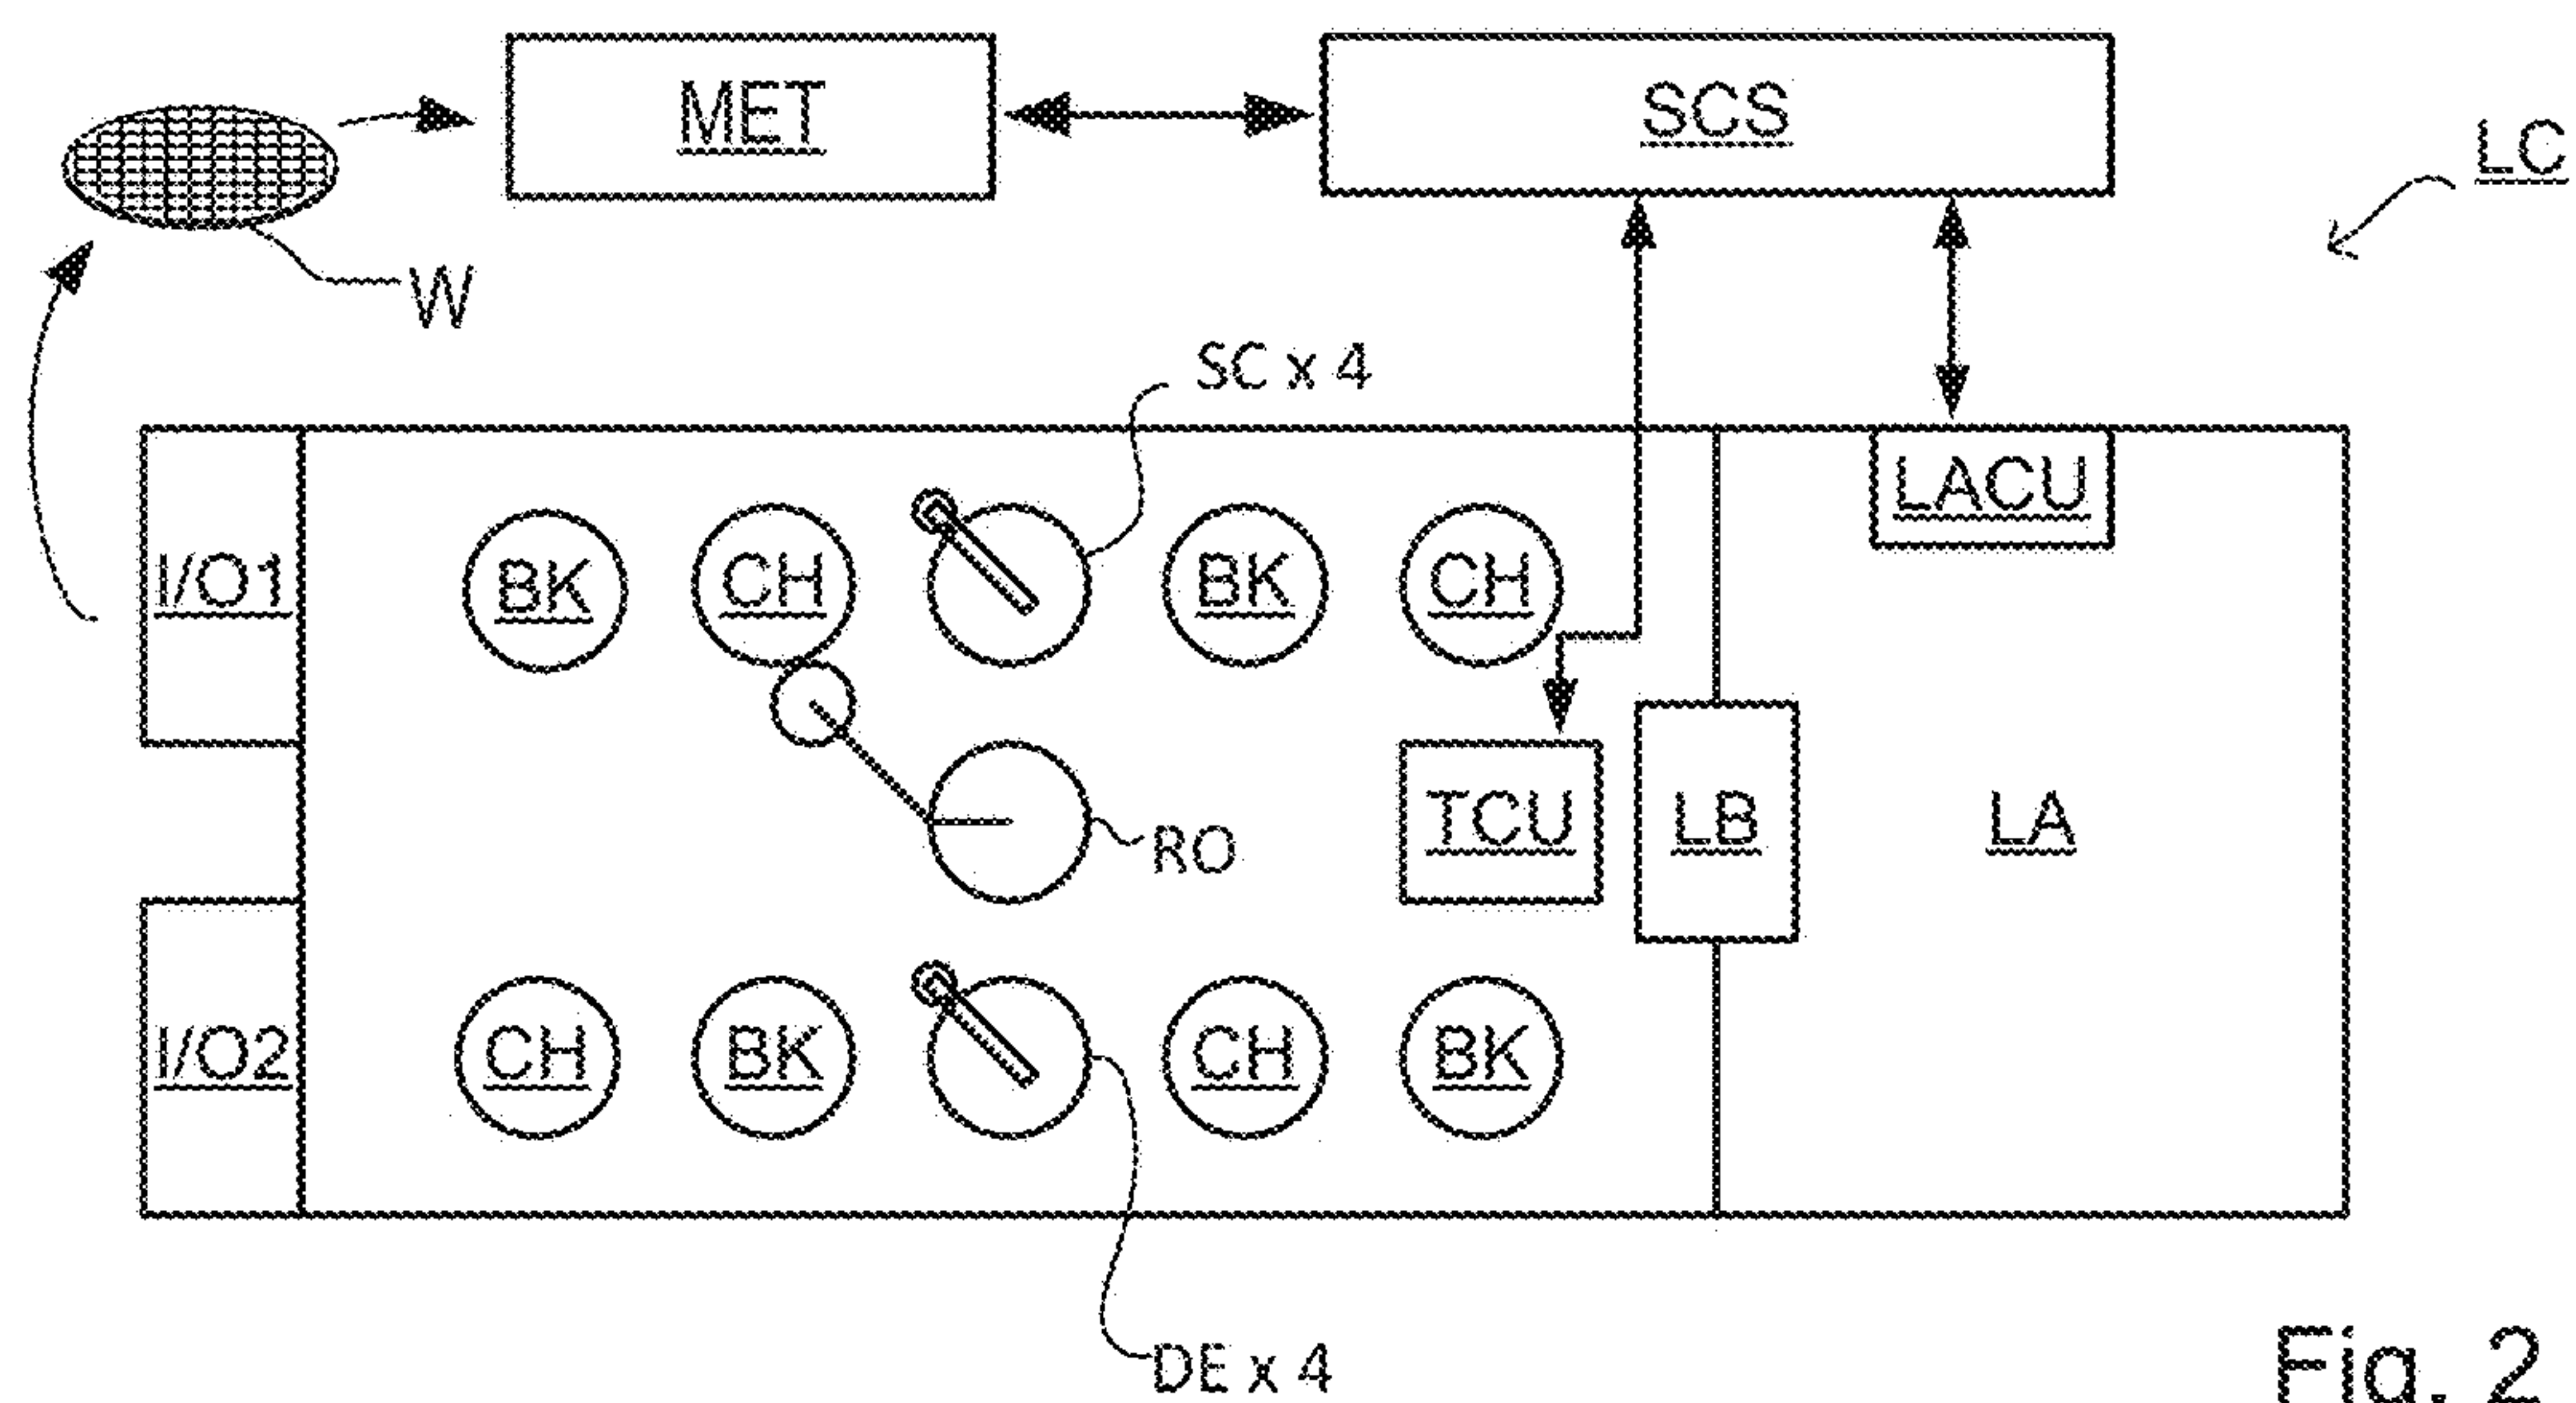 MET
SCS
LC
W
SC x 4
LACU
I/O1
BK
CH
BK
CH
RO
TCU
LB
LA
I/O2
CH
BK
CH
BK
DE x 4
Fig. 2